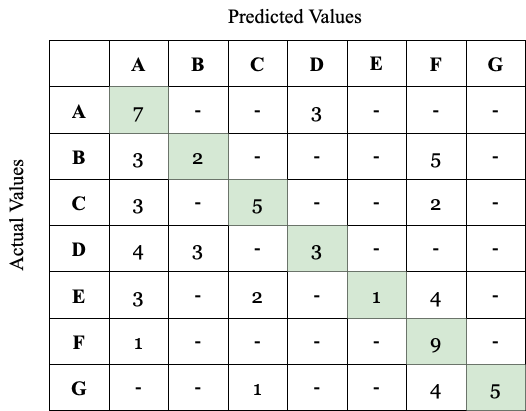 Predicted Values
A B C D E F G
A 7 - - 3 - - -
B 3 2 - - - 5 -
C 3 - 5 - - 2 -
D 4 3 - 3 - - -
E 3 - 2 - 1 4 -
F 1 - - - - 9 -
G - - 1 - - 4 5
Actual Values